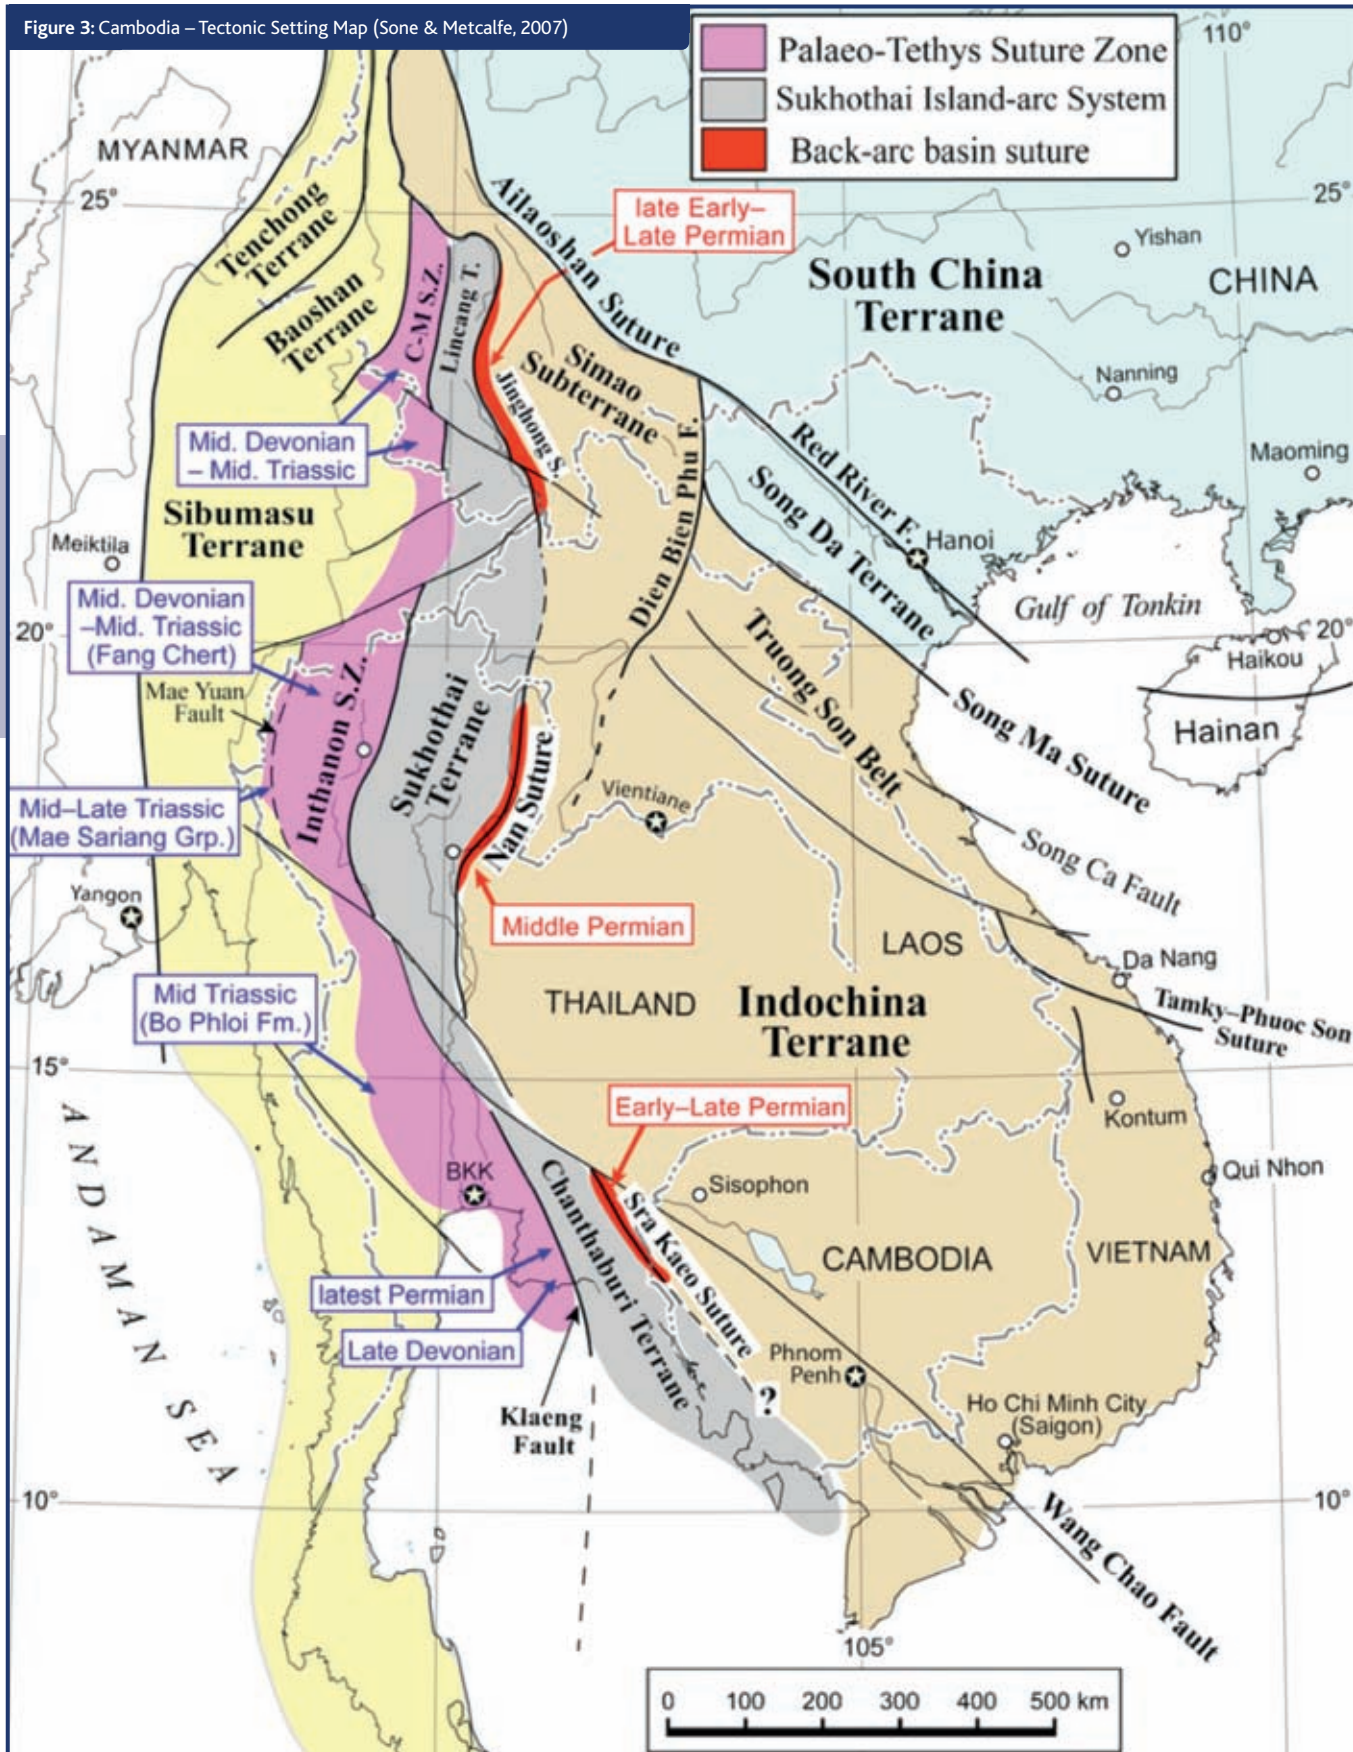 Figure 3: Cambodia – Tectonic Setting Map (Sone & Metcalfe, 2007)
Palaeo-Tethys Suture Zone
Sukhothai Island-arc System
Back-arc basin suture
110°
MYANMAR
25°
25°
Tenchong
Terrane
Baoshan
Terrane
C-M S.Z.
Lincang T.
Ailaoshan Suture
late Early–
Late Permian
Yishan
South China
Terrane
CHINA
Simao
Subterrane
Jinghong S.
Nanning
Maoming
Mid. Devonian
– Mid. Triassic
Dien Bien Phu F.
Red River F.
Song Da Terrane
Hanoi
Sibumasu
Terrane
Meiktila
Mid. Devonian
–Mid. Triassic
(Fang Chert)
Gulf of Tonkin
20°
20°
Haikou
Hainan
Mae Yuan
Fault
Inthanon S.Z.
Sukhothai
Terrane
Nan Suture
Truong Son Belt
Song Ma Suture
Vientiane
Mid–Late Triassic
(Mae Sariang Grp.)
Song Ca Fault
Yangon
Middle Permian
LAOS
Da Nang
Mid Triassic
(Bo Phloi Fm.)
THAILAND
Indochina
Terrane
Tamky–Phuoc Son
Suture
15°
Early–Late Permian
Kontum
ANDAMAN SEA
BKK
Sisophon
Qui Nhon
Chanthaburi Terrane
Sra Kaeo Suture
CAMBODIA
VIETNAM
latest Permian
Late Devonian
Phnom
Penh
?
Klaeng
Fault
Ho Chi Minh City
(Saigon)
10°
10°
Wang Chao Fault
105°
0 100 200 300 400 500 km